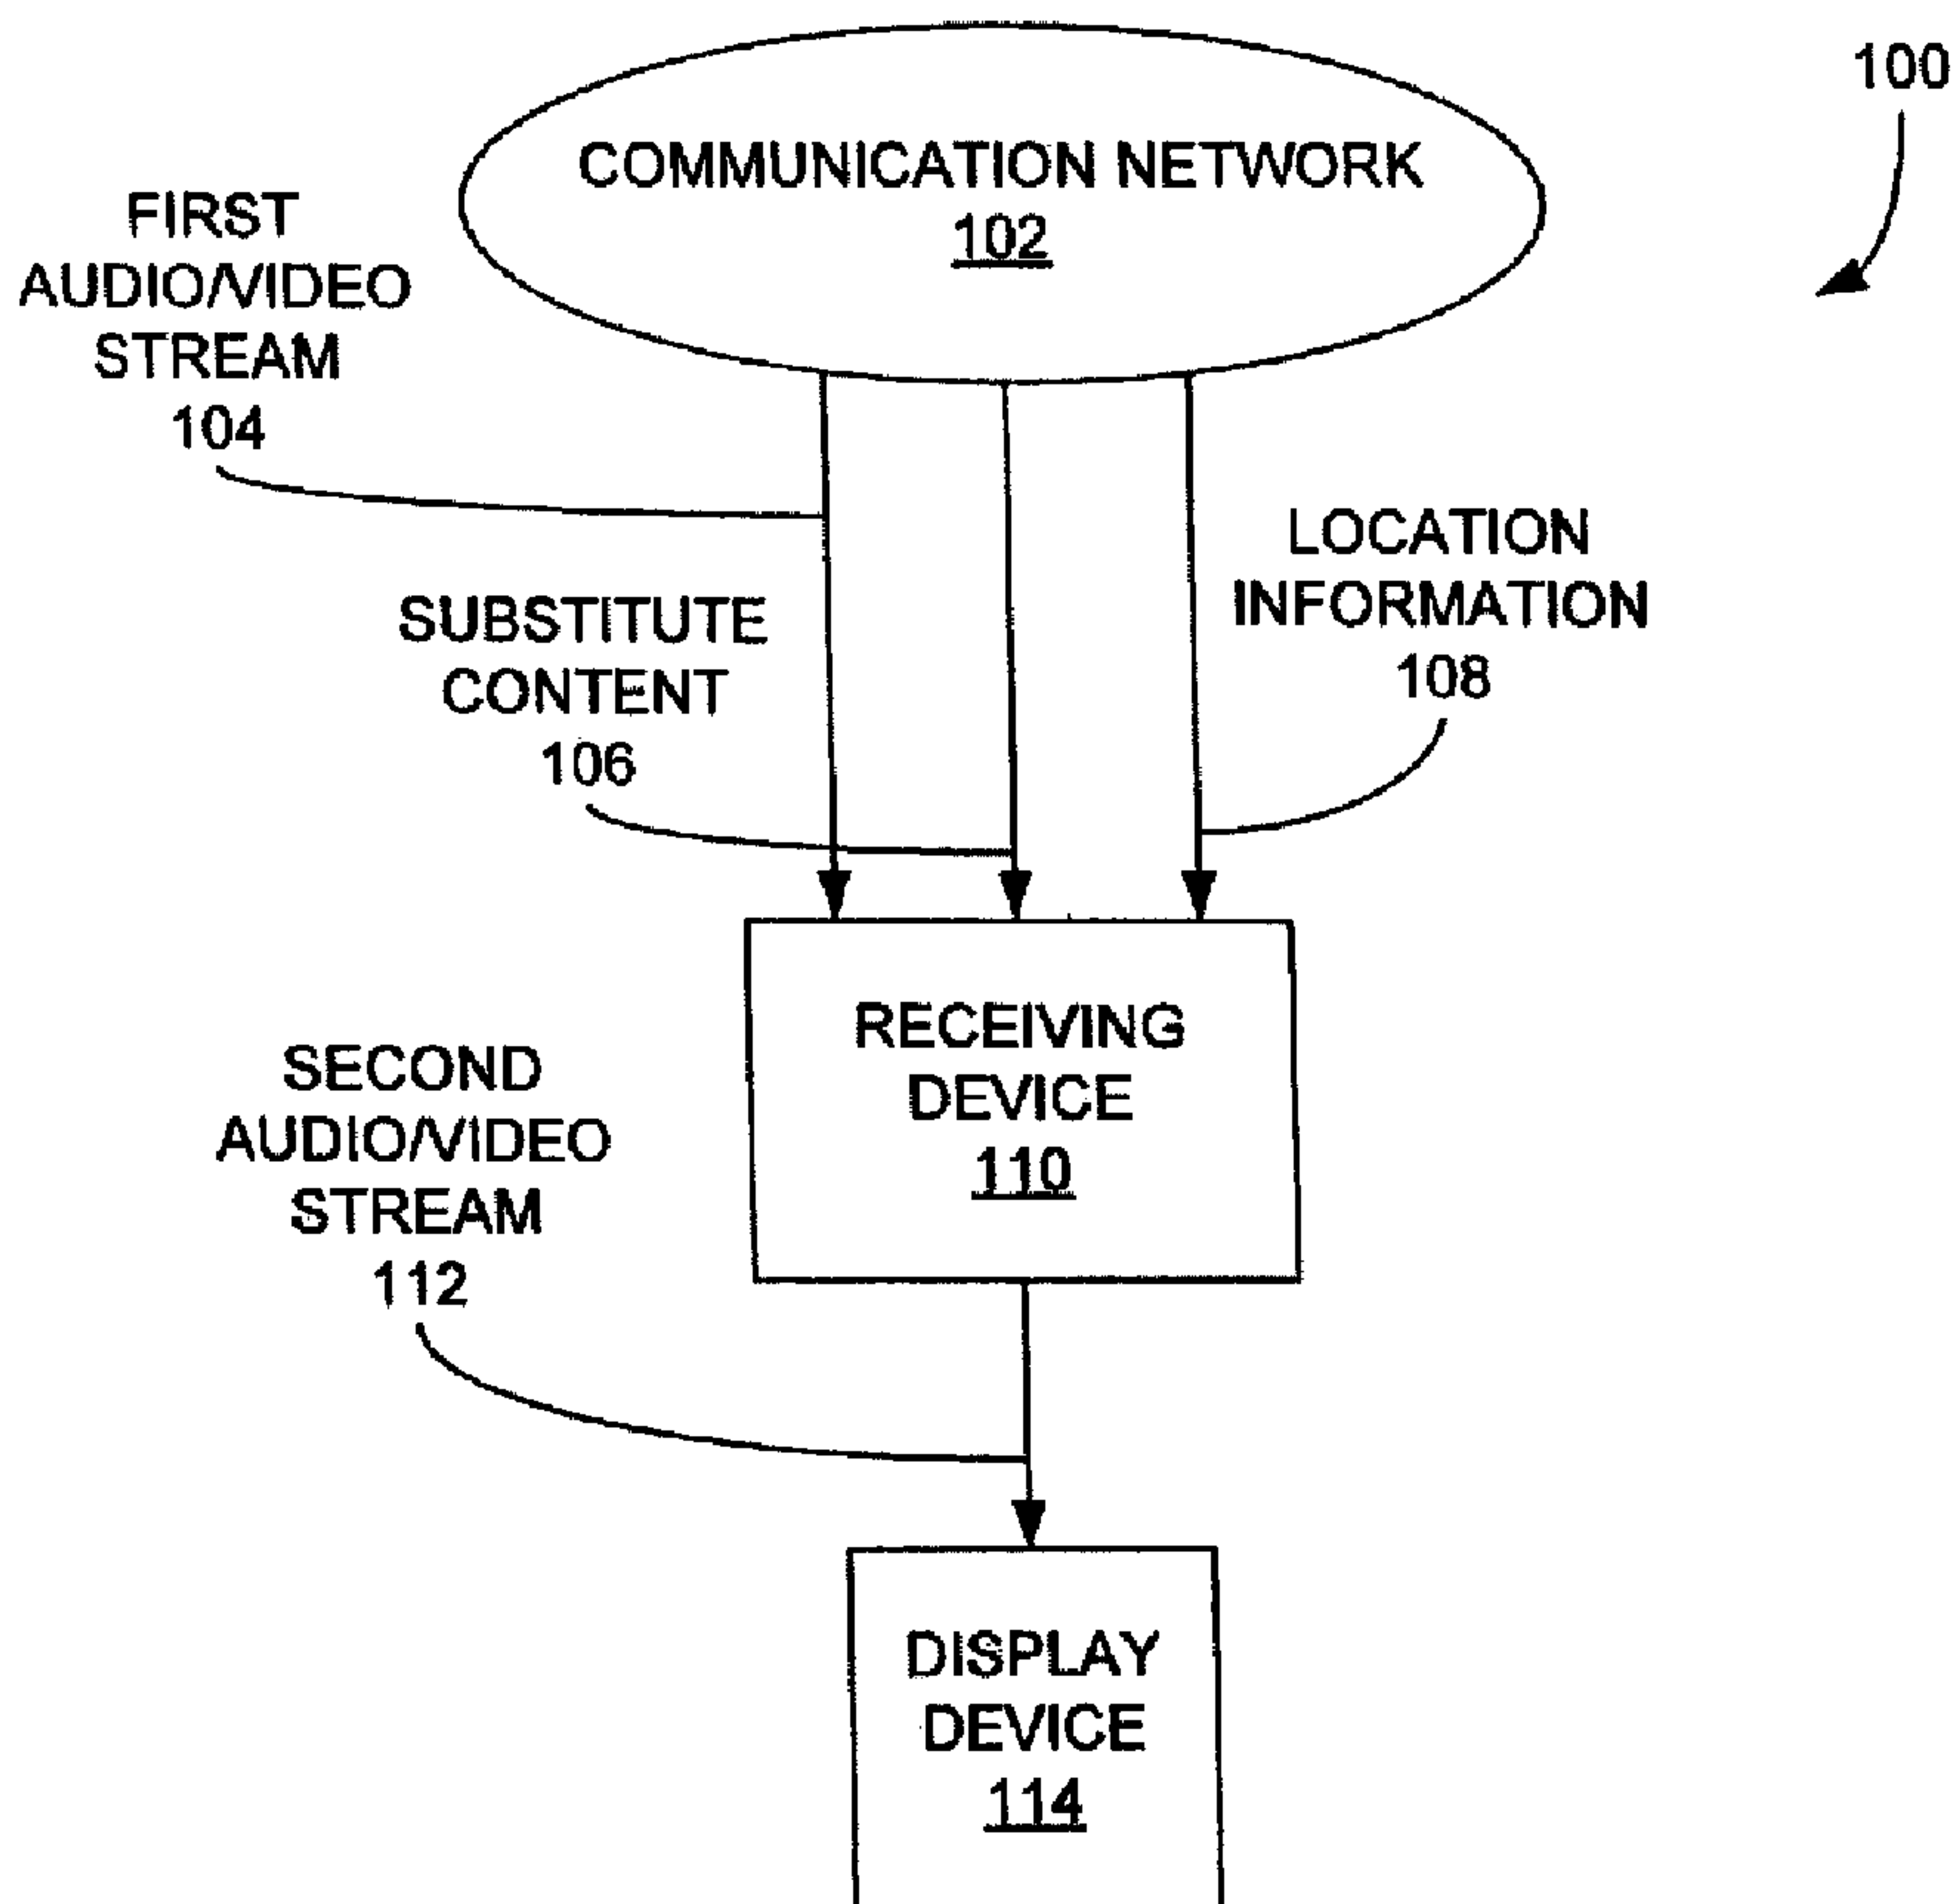 100
COMMUNICATION NETWORK
102
FIRST
AUDIO/VIDEO
STREAM
104
LOCATION
INFORMATION
108
SUBSTITUTE
CONTENT
106
RECEIVING
DEVICE
110
SECOND
AUDIO/VIDEO
STREAM
112
DISPLAY
DEVICE
114